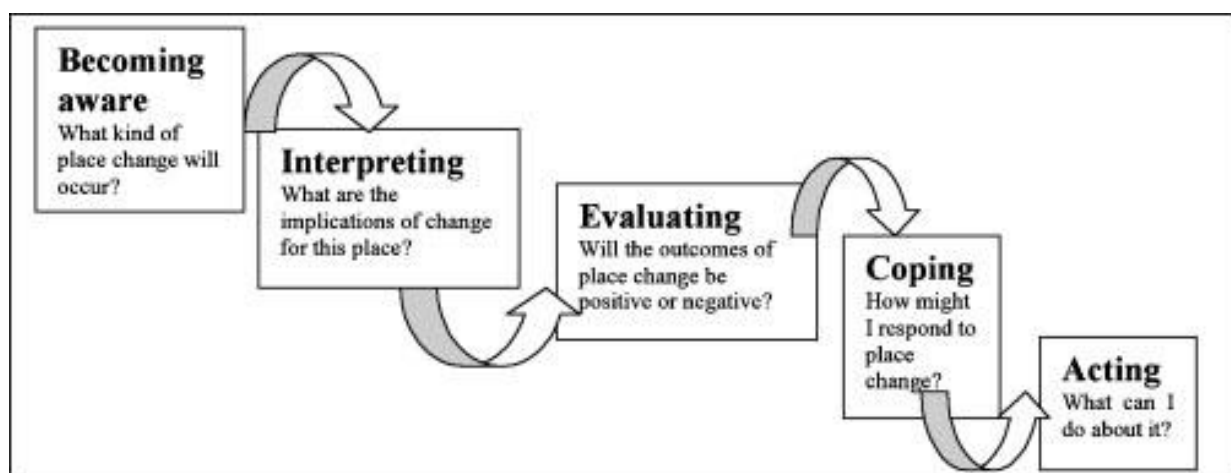 Becoming
aware
What kind of
place change will
occur?
Interpreting
What are the
implications of change
for this place?
Evaluating
Will the outcomes of
place change be
positive or negative?
Coping
How might
I respond to
place
change?
Acting
What can I
do about it?